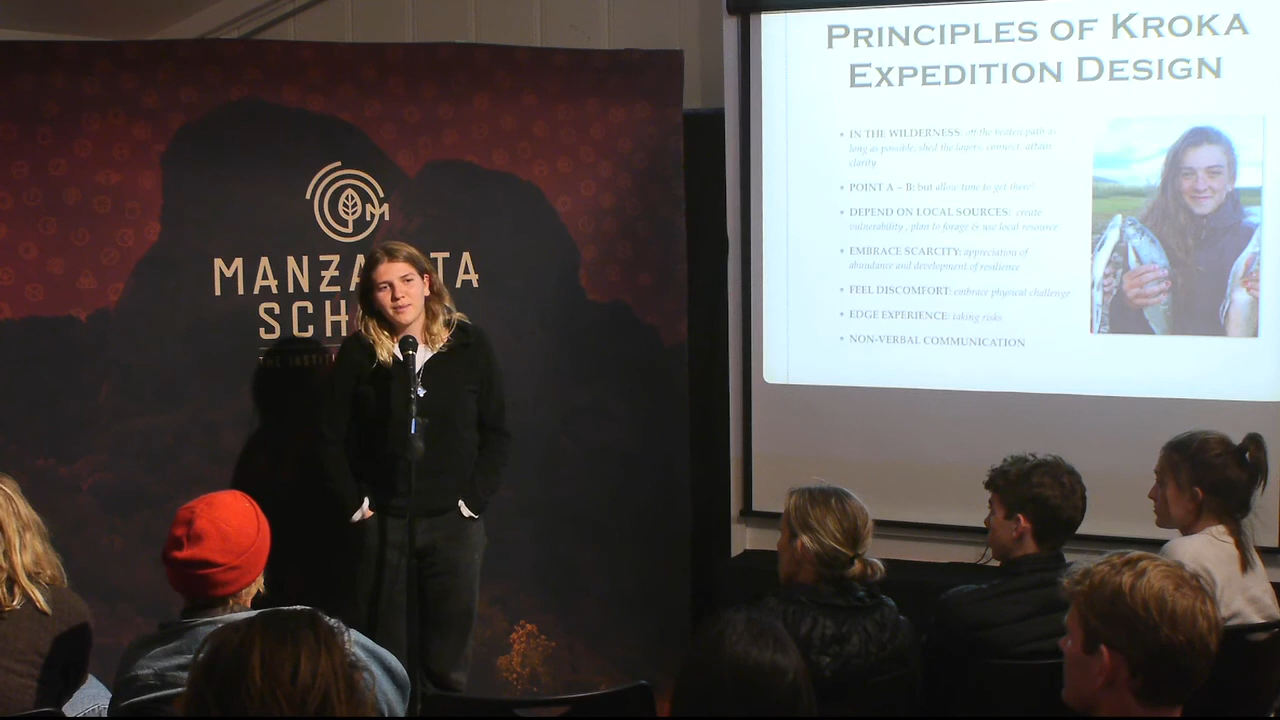 PRINCIPLES OF KROKA
EXPEDITION DESIGN
• IN THE WILDERNESS: off the beaten path as
long as possible, shed the layers, connect, attain
clarity
• POINT A – B: but allow time to get there!
• DEPEND ON LOCAL SOURCES: create
vulnerability , plan to forage & use local resource
• EMBRACE SCARCITY: appreciation of
abundance and development of resilience
• FEEL DISCOMFORT: embrace physical challenge
• EDGE EXPERIENCE: taking risks
• NON-VERBAL COMMUNICATION
M
MANZA TA
SCH
THE INSTIT